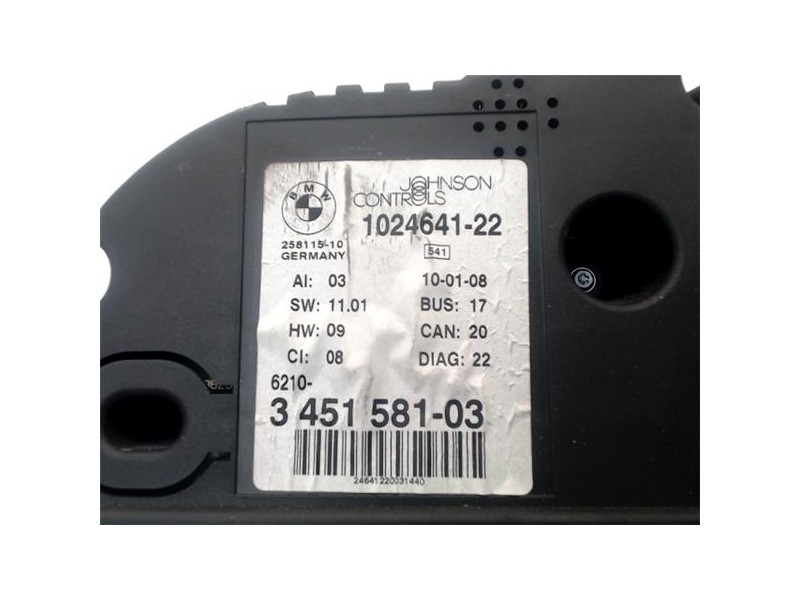 BMW
JOHNSON
CONTROLS
1024641-22
258115-10
GERMANY
541
AI: 03 10-01-08
SW: 11.01 BUS: 17
HW: 09 CAN: 20
CI: 08 DIAG: 22
6210-
3 451 581-03
24641220031440